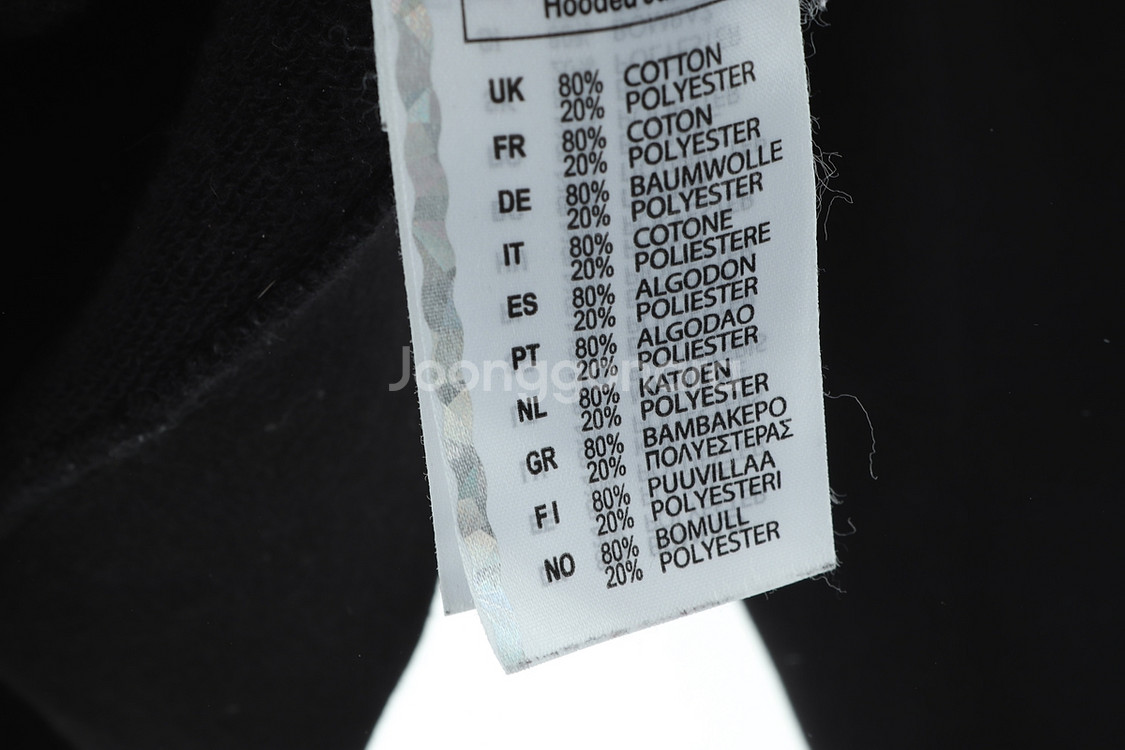 Hooded
UK 80% COTTON
20% POLYESTER
FR 80% COTON
20% POLYESTER
DE 80% BAUMWOLLE
20% POLYESTER
IT 80% COTONE
20% POLIESTERE
ES 80% ALGODON
20% POLIESTER
PT 80% ALGODAO
20% POLIESTER
NL 80% KATOEN
20% POLYESTER
GR 80% ΒΑΜΒΑΚΕΡΟ
20% ΠΟΛΥΕΣΤΕΡΑΣ
FI 80% PUUVILLAA
20% POLYESTERI
NO 80% BOMULL
20% POLYESTER